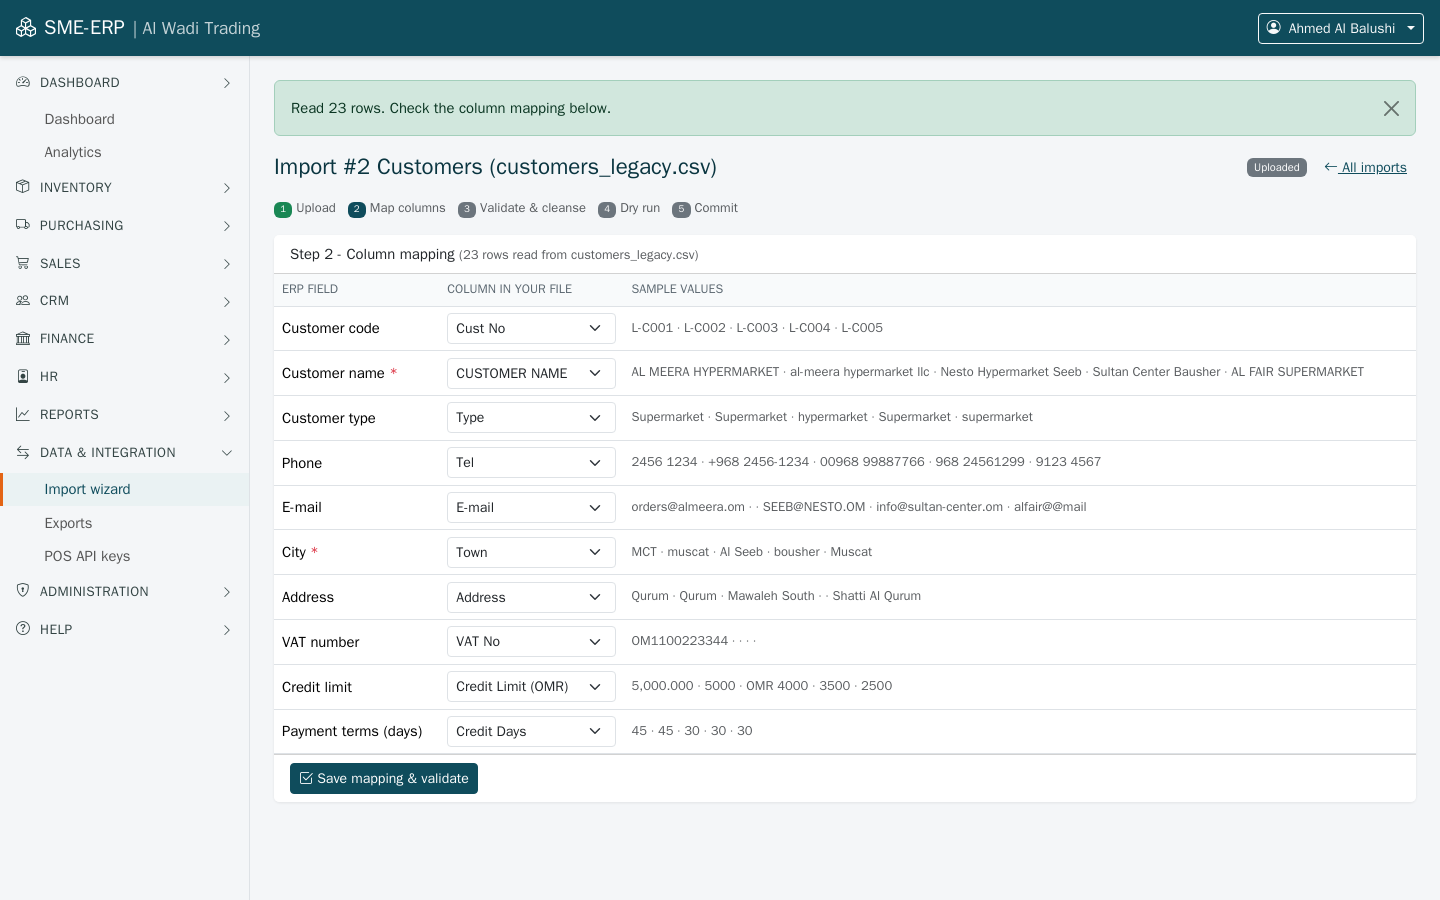 SME-ERP | Al Wadi Trading
Ahmed Al Balushi
DASHBOARD
Dashboard
Analytics
INVENTORY
PURCHASING
SALES
CRM
FINANCE
HR
REPORTS
DATA & INTEGRATION
Import wizard
Exports
POS API keys
ADMINISTRATION
HELP
Read 23 rows. Check the column mapping below.
Import #2 Customers (customers_legacy.csv)
Uploaded
← All imports
1 Upload 2 Map columns 3 Validate & cleanse 4 Dry run 5 Commit
Step 2 - Column mapping (23 rows read from customers_legacy.csv)
ERP FIELD COLUMN IN YOUR FILE SAMPLE VALUES
Customer code Cust No L-C001 · L-C002 · L-C003 · L-C004 · L-C005
Customer name * CUSTOMER NAME AL MEERA HYPERMARKET · al-meera hypermarket llc · Nesto Hypermarket Seeb · Sultan Center Bausher · AL FAIR SUPERMARKET
Customer type Type Supermarket · Supermarket · hypermarket · Supermarket · supermarket
Phone Tel 2456 1234 · +968 2456-1234 · 00968 99887766 · 968 24561299 · 9123 4567
E-mail E-mail orders@almeera.om · · SEEB@NESTO.OM · info@sultan-center.om · alfair@@mail
City * Town MCT · muscat · Al Seeb · bousher · Muscat
Address Address Qurum · Qurum · Mawaleh South · · Shatti Al Qurum
VAT number VAT No OM1100223344 · · · ·
Credit limit Credit Limit (OMR) 5,000.000 · 5000 · OMR 4000 · 3500 · 2500
Payment terms (days) Credit Days 45 · 45 · 30 · 30 · 30
Save mapping & validate